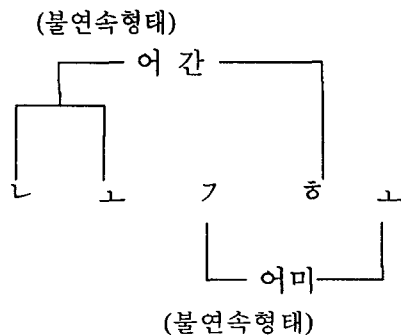 (불연속형태)
어 간
ㄴ ㅗ ㄱ ㅎ ㅗ
어미
(불연속형태)